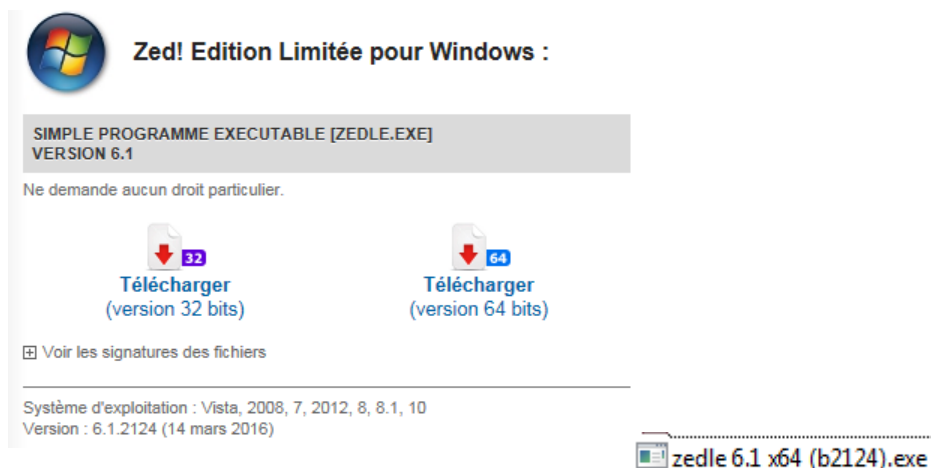 Zed! Edition Limitée pour Windows :
SIMPLE PROGRAMME EXECUTABLE [ZEDLE.EXE]
VERSION 6.1
Ne demande aucun droit particulier.
32
Télécharger
(version 32 bits)
64
Télécharger
(version 64 bits)
Voir les signatures des fichiers
Système d'exploitation : Vista, 2008, 7, 2012, 8, 8.1, 10
Version : 6.1.2124 (14 mars 2016)
zedle 6.1 x64 (b2124).exe